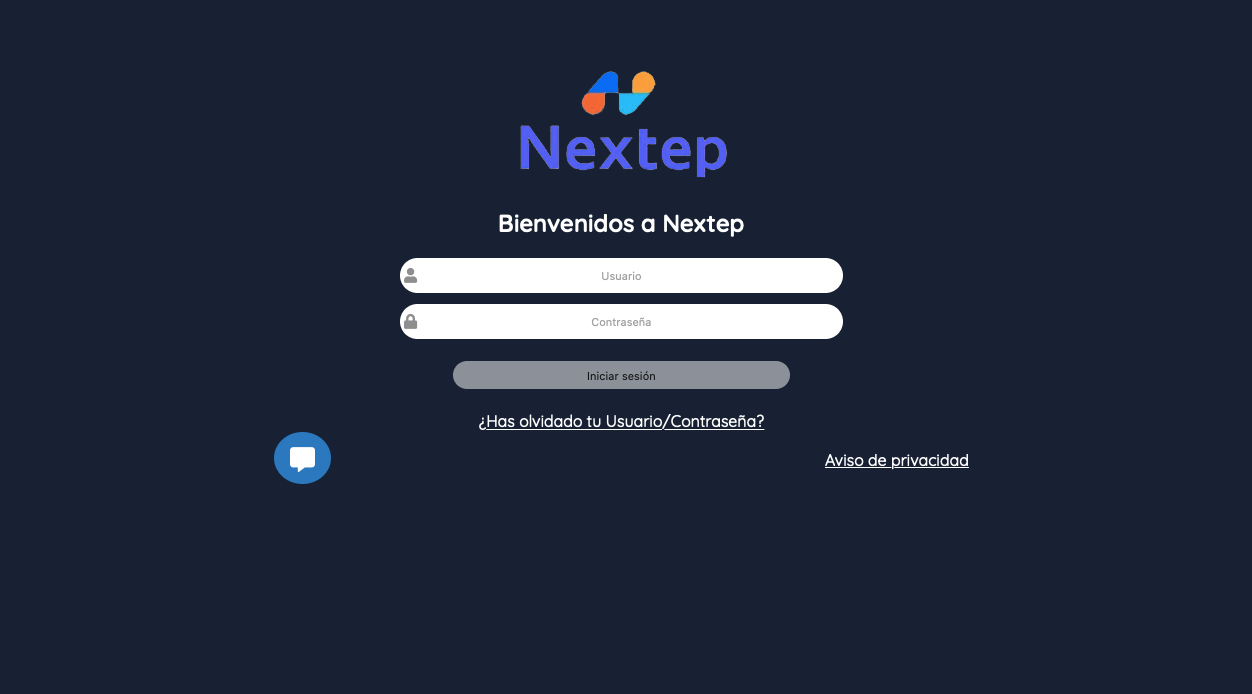 Nextep
Bienvenidos a Nextep
Usuario
Contraseña
Iniciar sesión
¿Has olvidado tu Usuario/Contraseña?
Aviso de privacidad